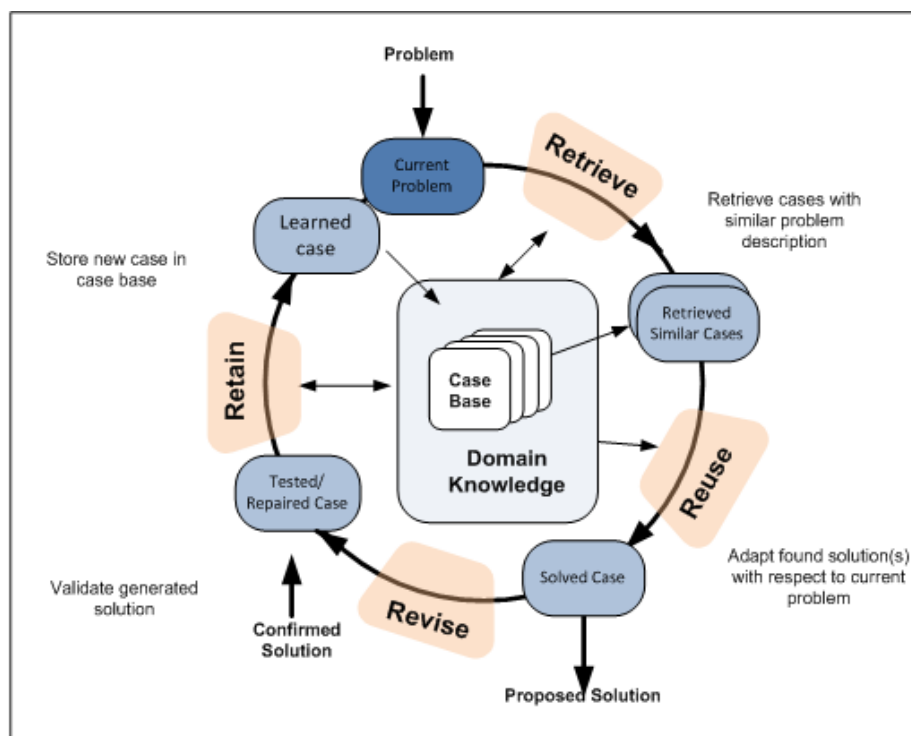 Problem
Current
Problem
Retrieve
Learned
case
Retrieve cases with
similar problem
description
Store new case in
case base
Retrieved
Similar Cases
Case
Base
Retain
Domain
Knowledge
Reuse
Tested/
Repaired Case
Solved Case
Adapt found solution(s)
with respect to current
problem
Validate generated
solution
Revise
Confirmed
Solution
Proposed Solution